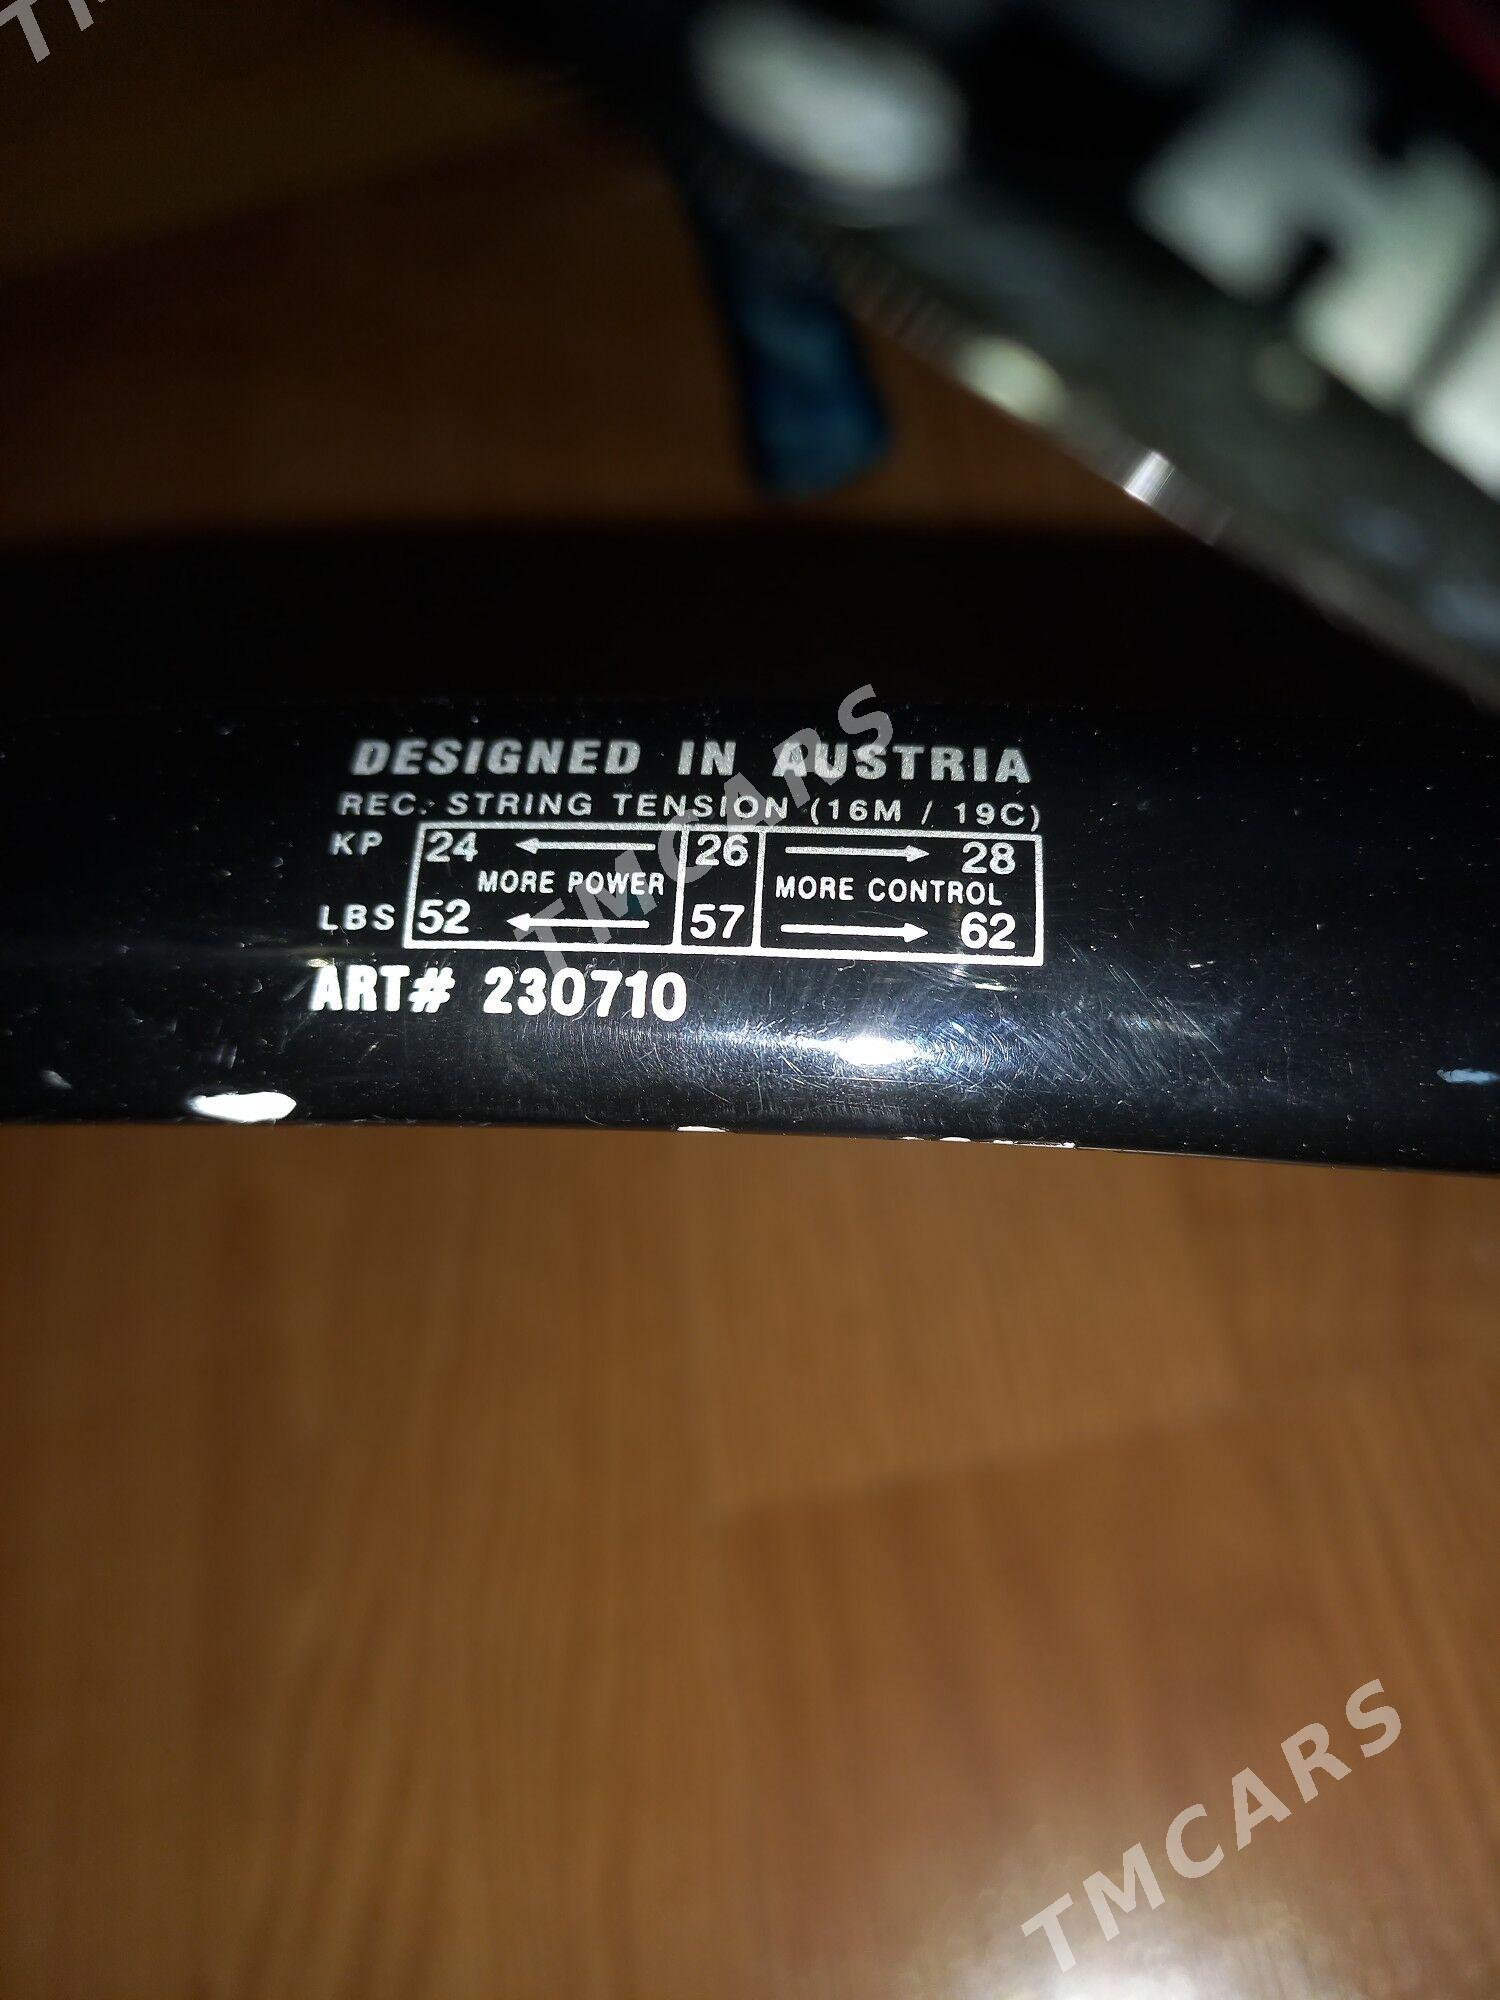 TMCARS
DESIGNED IN AUSTRIA
REC. STRING TENSION (16M / 19C)
KP 24 26 28
MORE POWER MORE CONTROL
LBS 52 57 62
ART# 230710
TMCARS